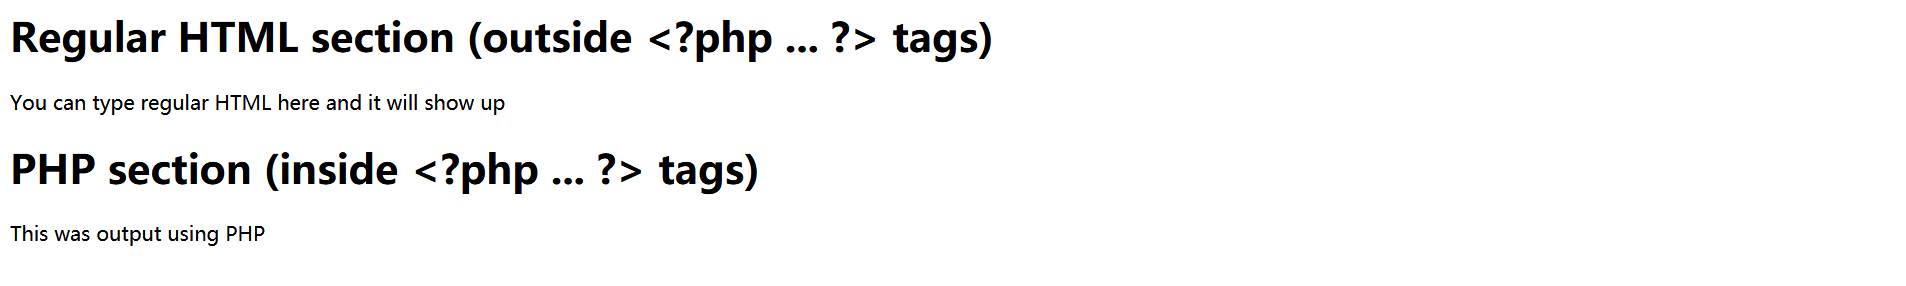 Regular HTML section (outside <?php ... ?> tags)
You can type regular HTML here and it will show up
PHP section (inside <?php ... ?> tags)
This was output using PHP